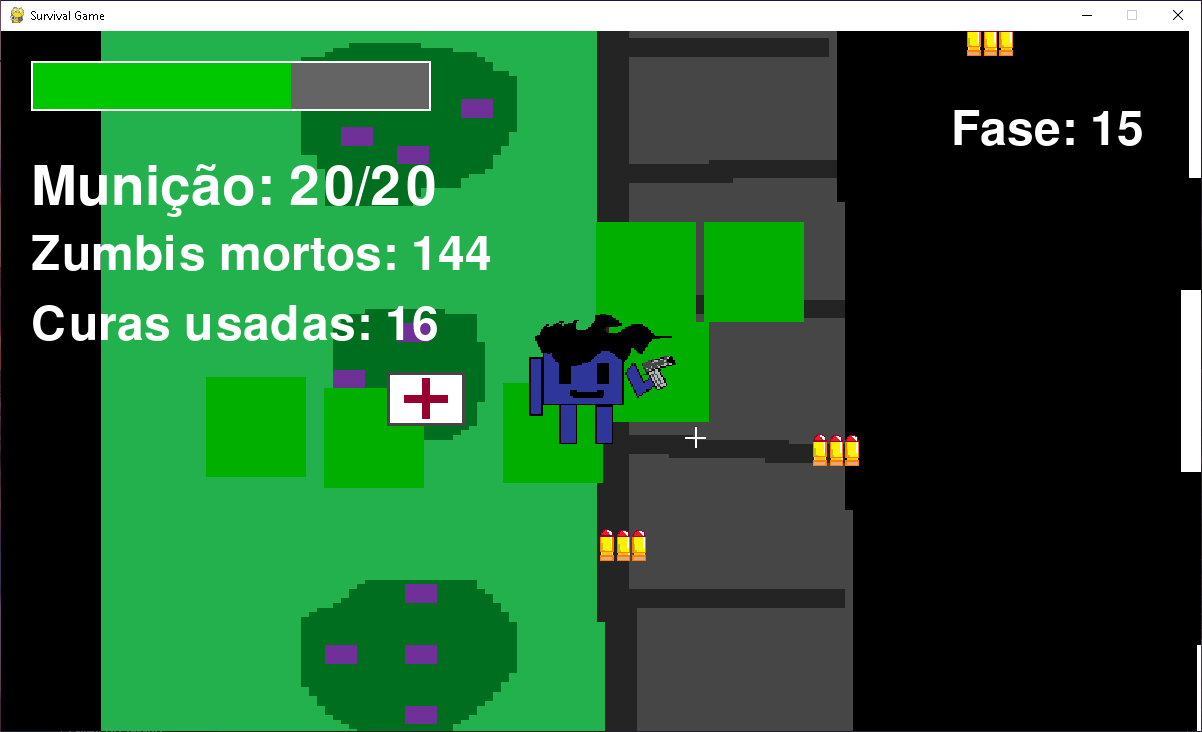 Survival Game
Fase: 15
Munição: 20/20
Zumbis mortos: 144
Curas usadas: 16